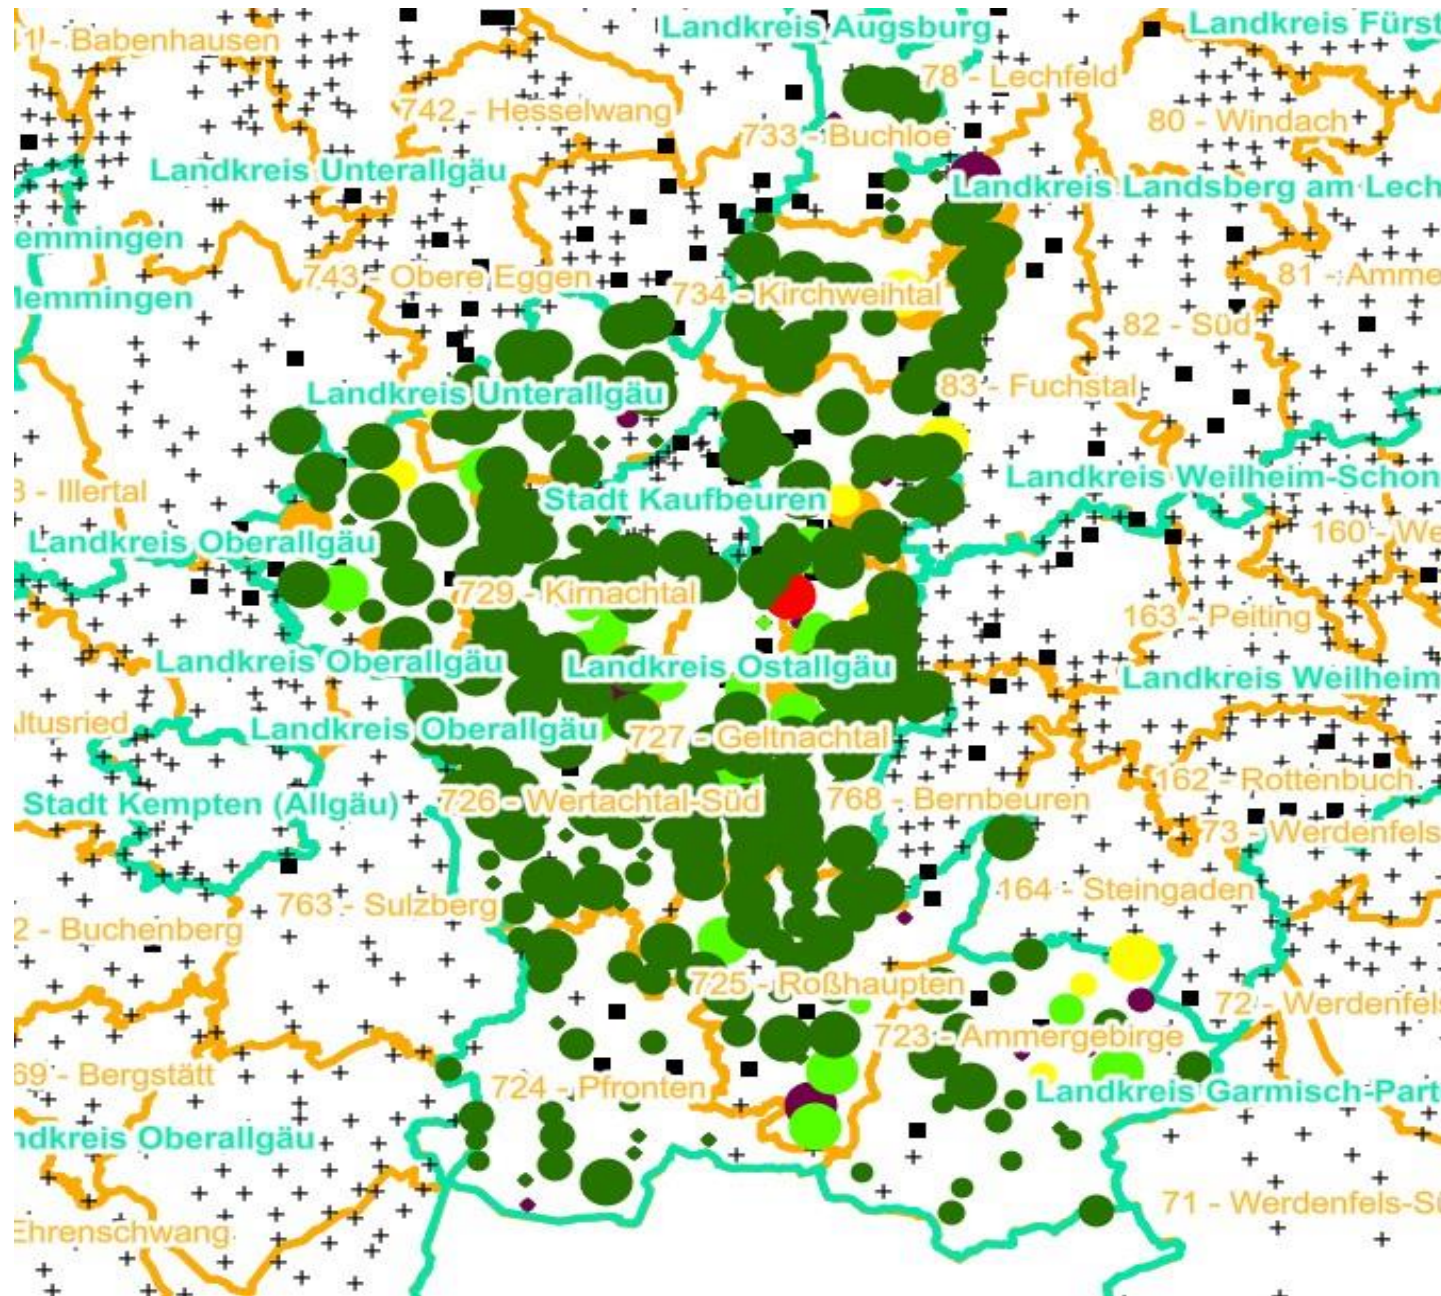 41 - Babenhausen
Landkreis Augsburg
Landkreis Fürst
78 - Lechfeld
742 - Hesselwang
733 - Buchloe
80 - Windach
Landkreis Unterallgäu
Landkreis Landsberg am Lech
emmingen
743 - Obere Eggen
81 - Amme
Memmingen
734 - Kirchweihtal
82 - Süd
Landkreis Unterallgäu
83 - Fuchstal
8 - Illertal
Stadt Kaufbeuren
Landkreis Weilheim-Schon
Landkreis Oberallgäu
160 - We
729 - Kirnachtal
163 - Peiting
Landkreis Oberallgäu
Landkreis Ostallgäu
Landkreis Weilheim
ltusried
Landkreis Oberallgäu
727 - Geltnachtal
162 - Rottenbuch
Stadt Kempten (Allgäu)
726 - Wertachtal-Süd
768 - Bernbeuren
73 - Werdenfels
763 - Sulzberg
164 - Steingaden
2 - Buchenberg
725 - Roßhaupten
72 - Werdenfels
723 - Ammergebirge
69 - Bergstätt
724 - Pfronten
Landkreis Garmisch-Part
ndkreis Oberallgäu
71 - Werdenfels-Sü
Ehrenschwang